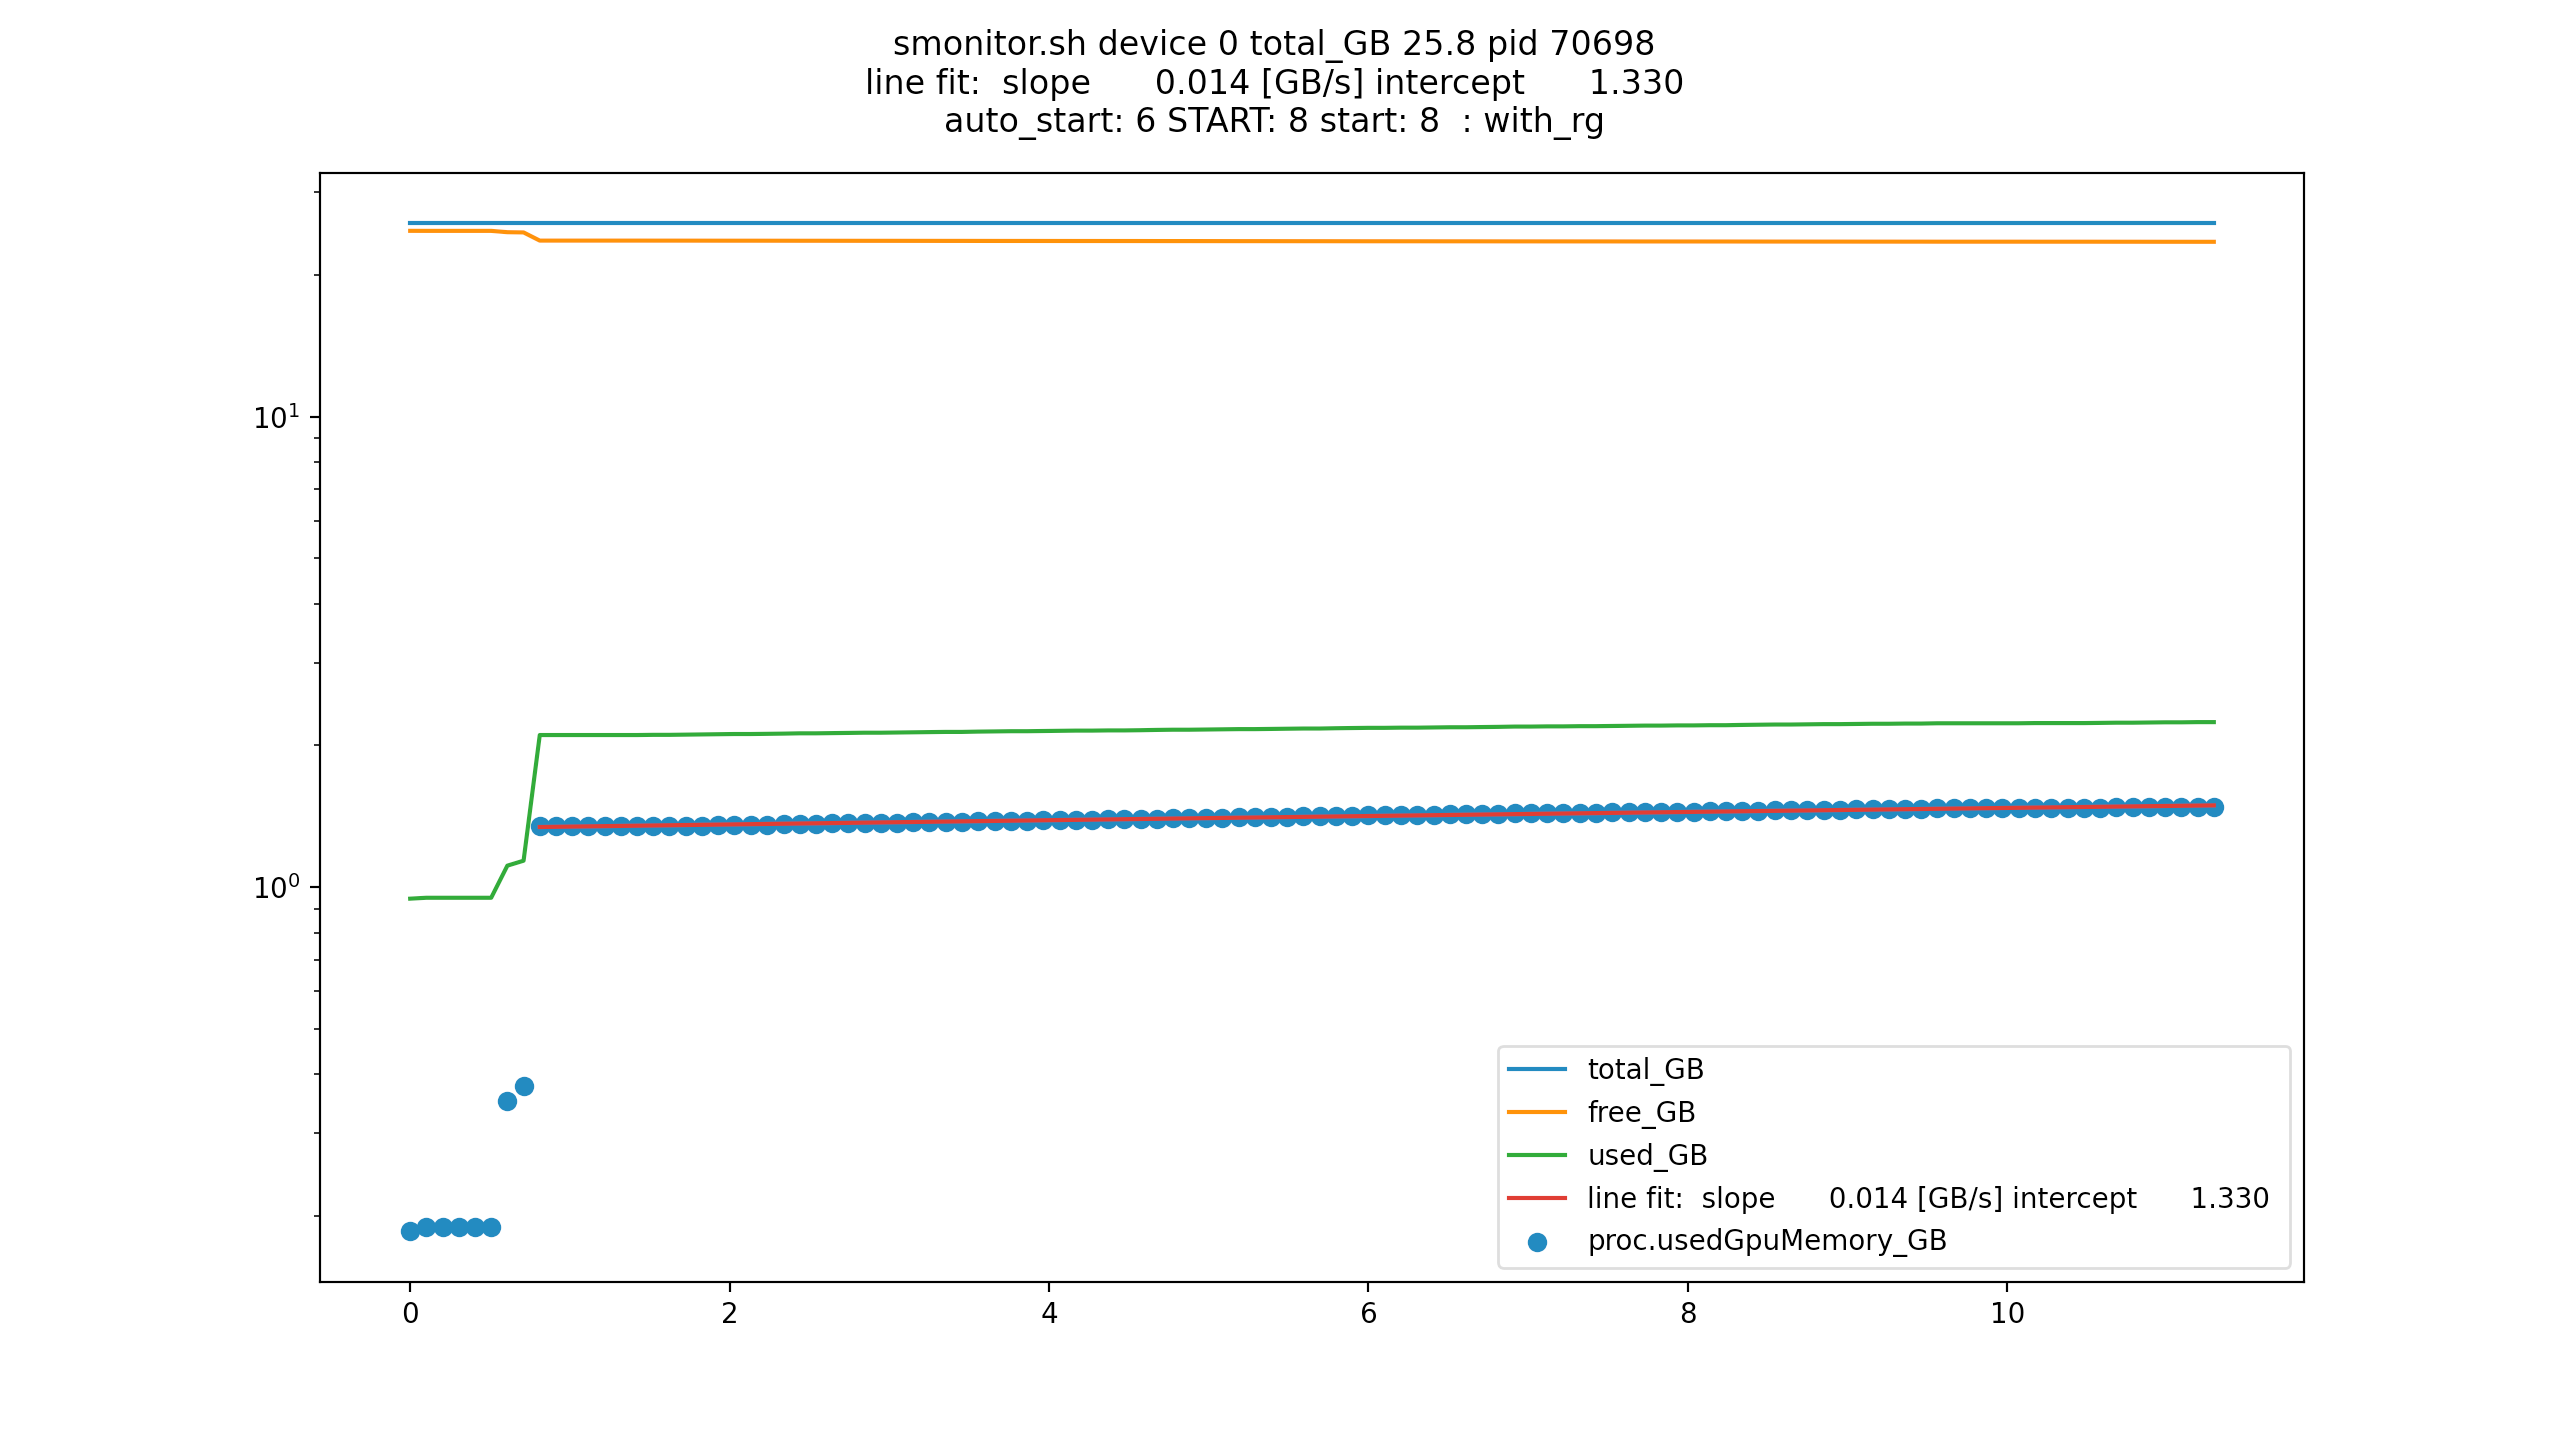 smonitor.sh device 0 total_GB 25.8 pid 70698
line fit:  slope      0.014 [GB/s] intercept      1.330
auto_start: 6 START: 8 start: 8  : with_rg
10¹
10⁰
total_GB
free_GB
used_GB
line fit:  slope      0.014 [GB/s] intercept      1.330
proc.usedGpuMemory_GB
0 2 4 6 8 10